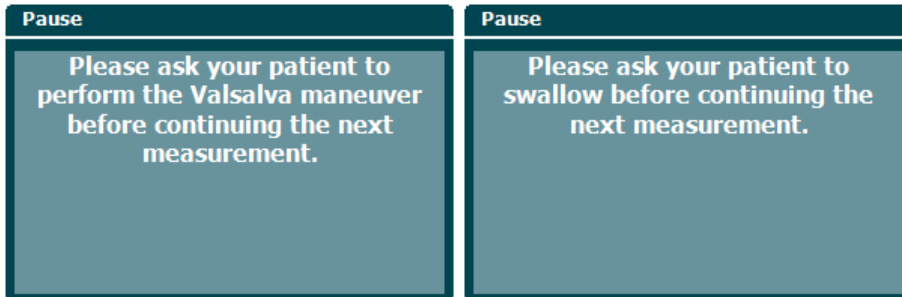 Pause
Please ask your patient to
perform the Valsalva maneuver
before continuing the next
measurement.
Pause
Please ask your patient to
swallow before continuing the
next measurement.